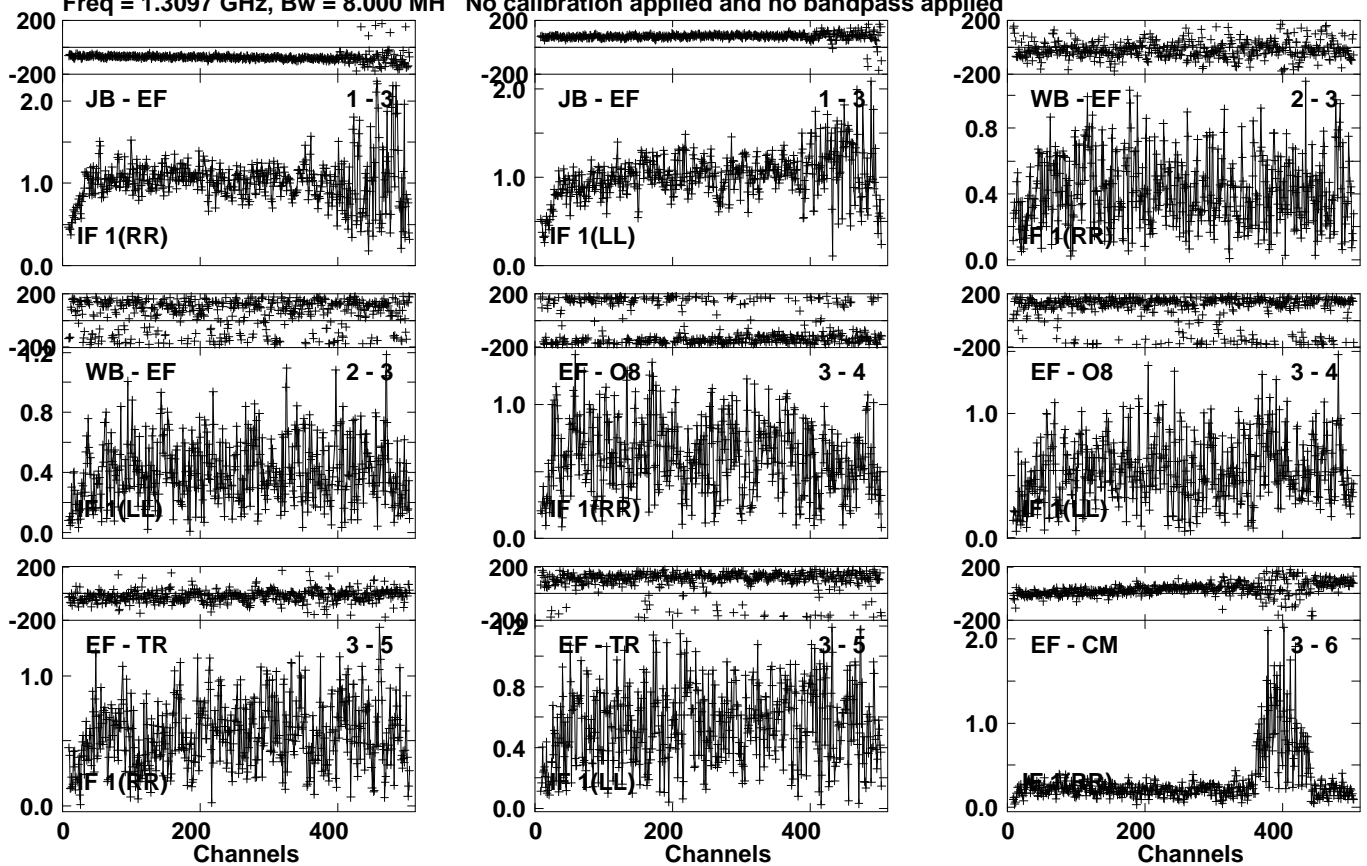 Freq = 1.3097 GHz, Bw = 8.000 MH No calibration applied and no bandpass applied
200
-200
JB - EF 1 - 3
2.0
1.0
0.0
IF 1(RR)
200
-200
JB - EF 1 - 3
2.0
1.0
0.0
IF 1(LL)
200
-200
WB - EF 2 - 3
0.8
0.4
0.0
IF 1(RR)
200
-200
1.2
WB - EF 2 - 3
0.8
0.4
0.0
IF 1(LL)
200
-200
EF - O8 3 - 4
1.0
0.0
IF 1(RR)
200
-200
EF - O8 3 - 4
1.0
0.0
IF 1(LL)
200
-200
EF - TR 3 - 5
1.0
0.0
IF 1(RR)
0 200 400
Channels
200
-200
1.2
EF - TR 3 - 5
0.8
0.4
0.0
IF 1(LL)
0 200 400
Channels
200
-200
2.0
EF - CM 3 - 6
1.0
0.0
IF 1(RR)
0 200 400
Channels